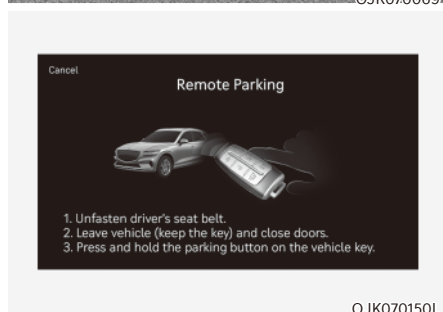 Cancel
Remote Parking
1. Unfasten driver's seat belt.
2. Leave vehicle (keep the key) and close doors.
3. Press and hold the parking button on the vehicle key.
OJK070150L